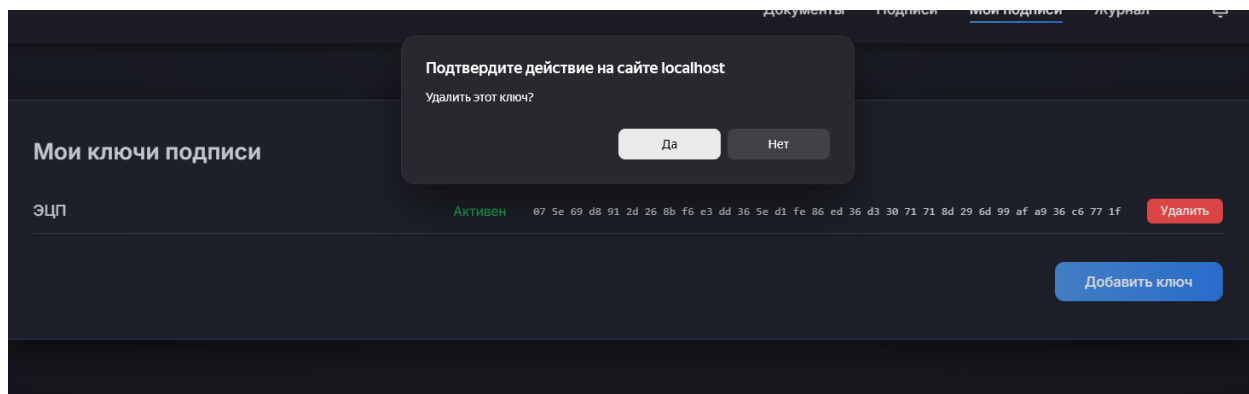 Документы Подписи Мои подписи Журнал
Подтвердите действие на сайте localhost
Удалить этот ключ?
Да Нет
Мои ключи подписи
ЭЦП Активен 07 5e 69 d8 91 2d 26 8b f6 e3 dd 36 5e d1 fe 86 ed 36 d3 30 71 71 8d 29 6d 99 af a9 36 c6 77 1f Удалить
Добавить ключ